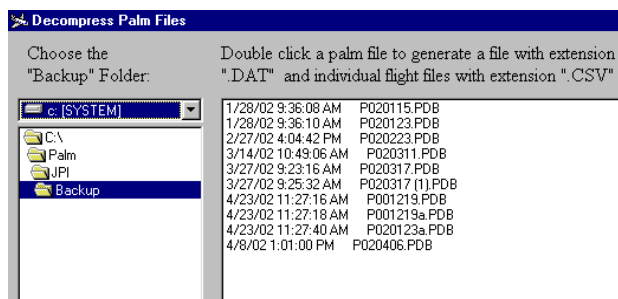 Decompress Palm Files
Choose the
"Backup" Folder:
Double click a palm file to generate a file with extension
".DAT" and individual flight files with extension ".CSV"
c: [SYSTEM]
C:\
Palm
JPI
Backup
1/28/02 9:36:08 AM P020115.PDB
1/28/02 9:36:10 AM P020123.PDB
2/27/02 4:04:42 PM P020223.PDB
3/14/02 10:49:06 AM P020311.PDB
3/27/02 9:23:16 AM P020317.PDB
3/27/02 9:25:32 AM P020317 (1).PDB
4/23/02 11:27:16 AM P001219.PDB
4/23/02 11:27:18 AM P001219a.PDB
4/23/02 11:27:40 AM P020123a.PDB
4/8/02 1:01:00 PM P020406.PDB